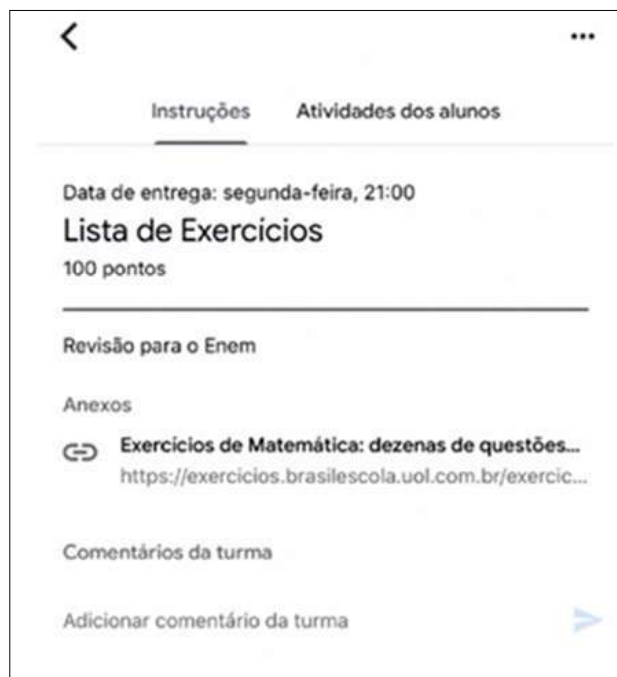 Instruções Atividades dos alunos
Data de entrega: segunda-feira, 21:00
Lista de Exercícios
100 pontos
Revisão para o Enem
Anexos
Exercícios de Matemática: dezenas de questões...
https://exercicios.brasilescola.uol.com.br/exercic...
Comentários da turma
Adicionar comentário da turma